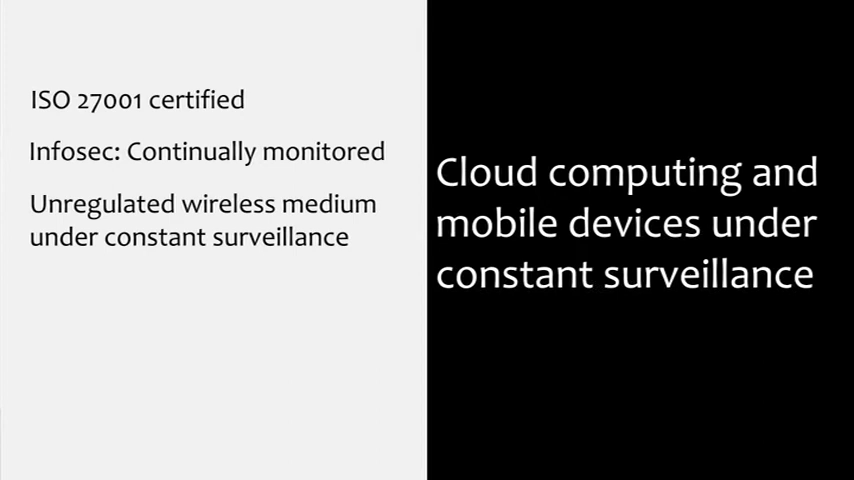 ISO 27001 certified
Infosec: Continually monitored
Unregulated wireless medium
under constant surveillance
Cloud computing and
mobile devices under
constant surveillance